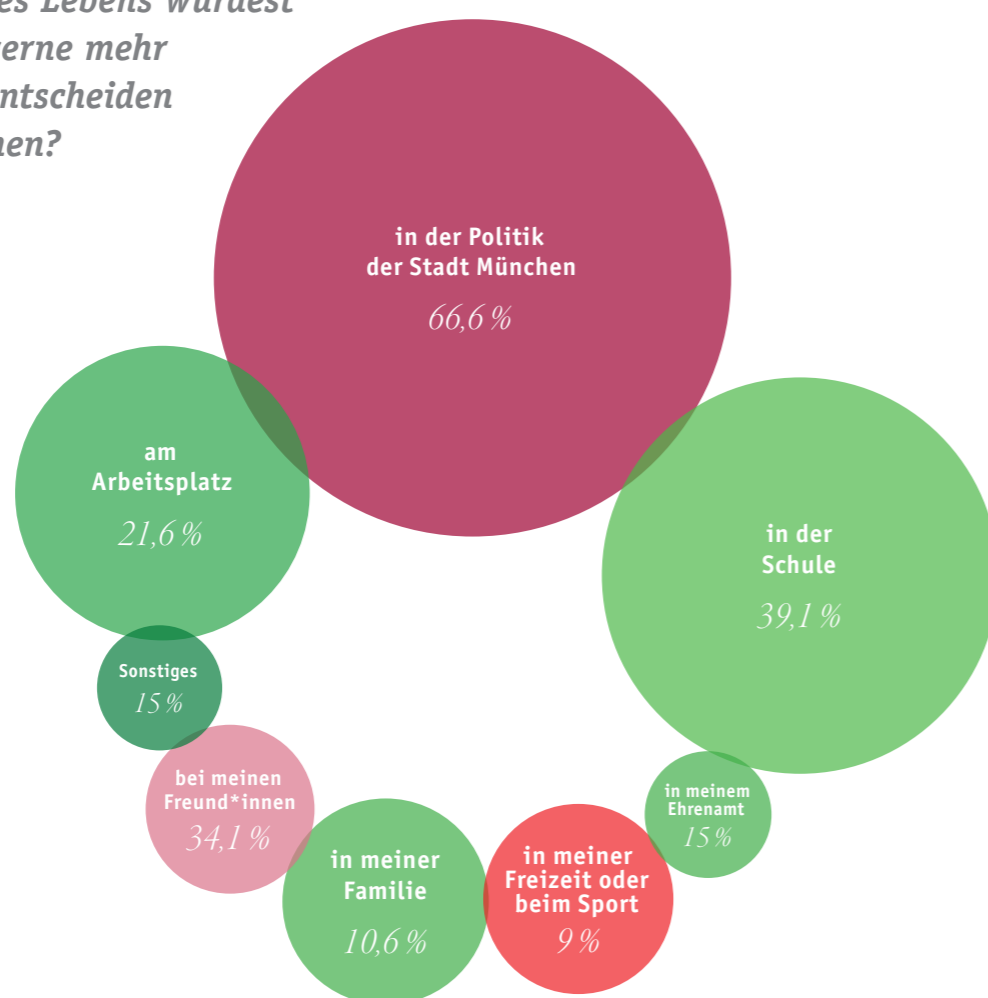 es Lebens würdest
erne mehr
ntscheiden
nen?
in der Politik
der Stadt München
66,6 %
am
Arbeitsplatz
21,6 %
in der
Schule
39,1 %
Sonstiges
15 %
bei meinen
Freund*innen
34,1 %
in meiner
Familie
10,6 %
in meiner
Freizeit oder
beim Sport
9 %
in meinem
Ehrenamt
15 %